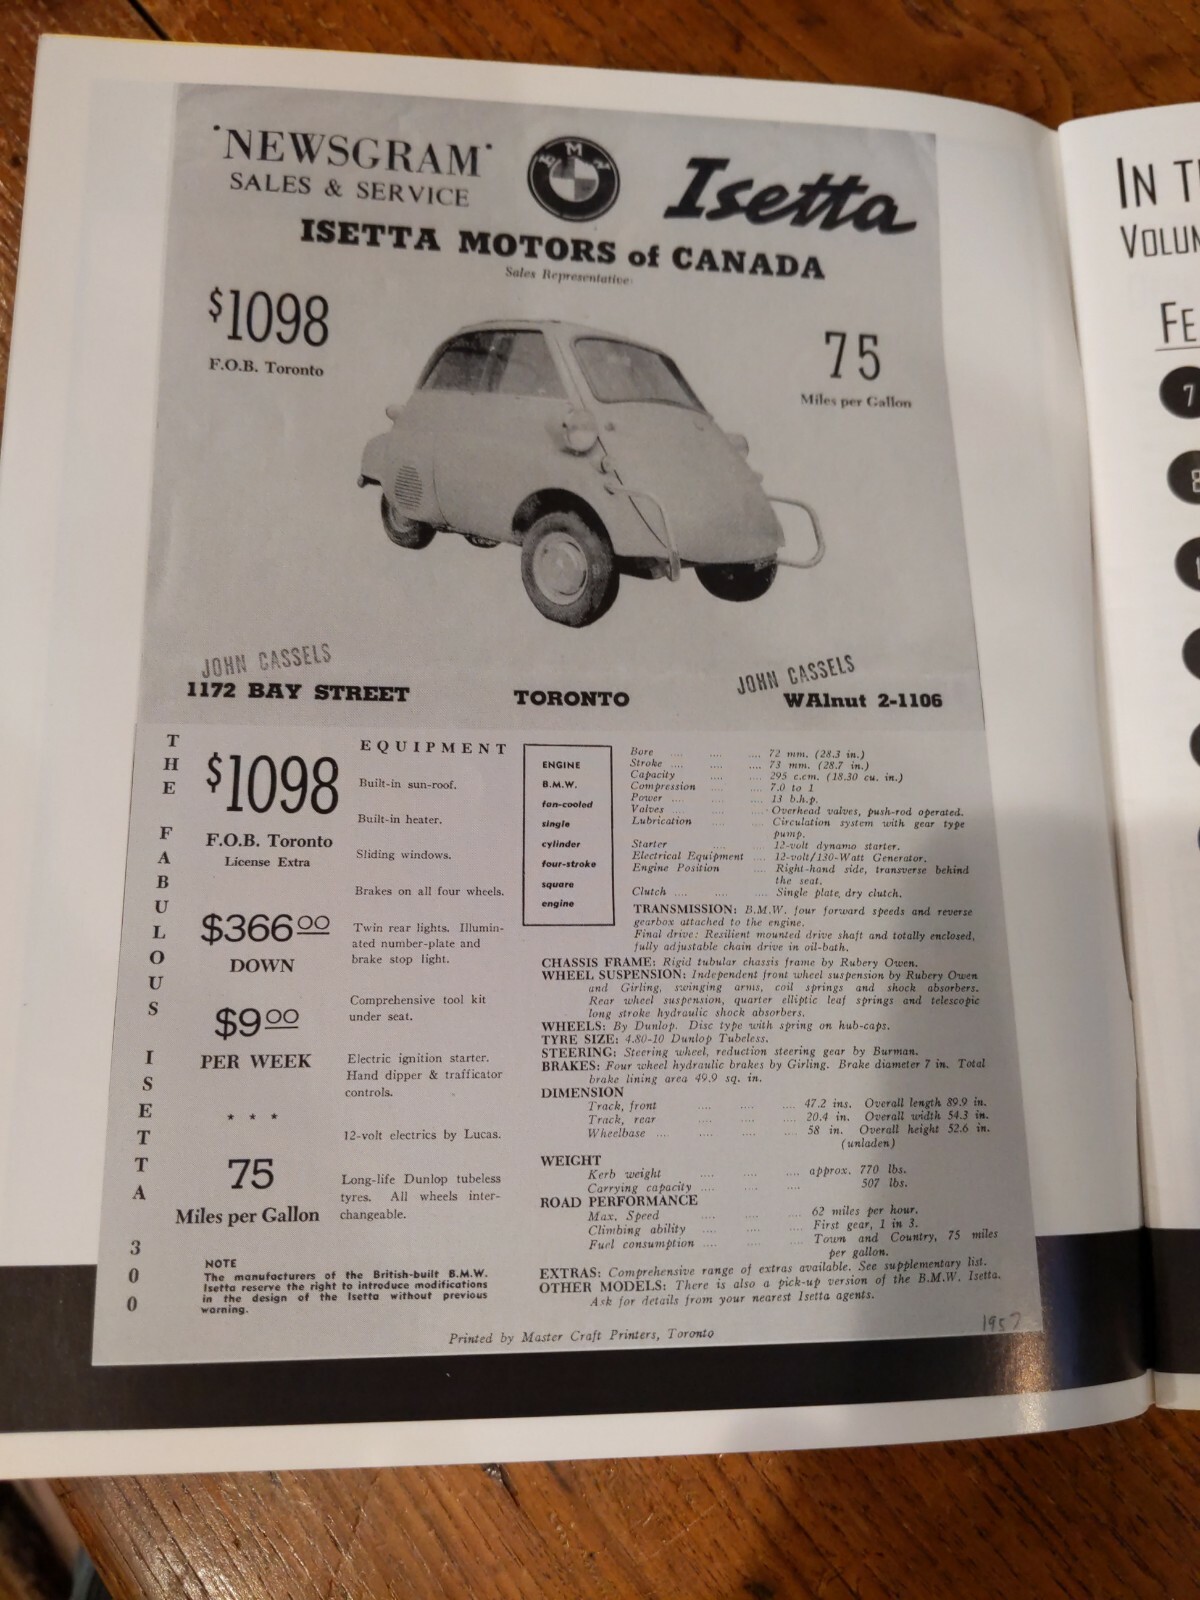 'NEWSGRAM'
SALES & SERVICE
BMW
Isetta
ISETTA MOTORS of CANADA
Sales Representative:
$1098
F.O.B. Toronto
75
Miles per Gallon
JOHN CASSELS
1172 BAY STREET
TORONTO
JOHN CASSELS
WAlnut 2-1106
THE FABULOUS ISETTA 300
$1098
F.O.B. Toronto
License Extra
$366 00
DOWN
$9 00
PER WEEK
* * *
75
Miles per Gallon
EQUIPMENT
Built-in sun-roof.
Built-in heater.
Sliding windows.
Brakes on all four wheels.
Twin rear lights. Illumin-
ated number-plate and
brake stop light.
Comprehensive tool kit
under seat.
Electric ignition starter.
Hand dipper & trafficator
controls.
12-volt electrics by Lucas.
Long-life Dunlop tubeless
tyres. All wheels inter-
changeable.
NOTE
The manufacturers of the British-built B.M.W.
Isetta reserve the right to introduce modifications
in the design of the Isetta without previous
warning.
ENGINE
B.M.W.
fan-cooled
single
cylinder
four-stroke
square
engine
Bore .... .... .... 72 mm. (28.3 in.)
Stroke .... .... .... 73 mm. (28.7 in.)
Capacity .... .... 295 c.cm. (18.30 cu. in.)
Compression .... .... 7.0 to 1
Power .... .... .... 13 b.h.p.
Valves .... .... .... Overhead valves, push-rod operated.
Lubrication .... .... Circulation system with gear type
pump.
Starter .... .... 12-volt dynamo starter.
Electrical Equipment .... 12-volt/130-Watt Generator.
Engine Position .... Right-hand side, transverse behind
the seat.
Clutch .... .... .... Single plate, dry clutch.
TRANSMISSION: B.M.W. four forward speeds and reverse
gearbox attached to the engine.
Final drive: Resilient mounted drive shaft and totally enclosed,
fully adjustable chain drive in oil-bath.
CHASSIS FRAME: Rigid tubular chassis frame by Rubery Owen.
WHEEL SUSPENSION: Independent front wheel suspension by Rubery Owen
and Girling, swinging arms, coil springs and shock absorbers.
Rear wheel suspension, quarter elliptic leaf springs and telescopic
long stroke hydraulic shock absorbers.
WHEELS: By Dunlop. Disc type with spring on hub-caps.
TYRE SIZE: 4.80-10 Dunlop Tubeless.
STEERING: Steering wheel, reduction steering gear by Burman.
BRAKES: Four wheel hydraulic brakes by Girling. Brake diameter 7 in. Total
brake lining area 49.9 sq. in.
DIMENSION
Track, front .... .... .... 47.2 ins. Overall length 89.9 in.
Track, rear .... .... .... 20.4 in. Overall width 54.3 in.
Wheelbase .... .... .... .... 58 in. Overall height 52.6 in.
(unladen)
WEIGHT
Kerb weight .... .... .... approx. 770 lbs.
Carrying capacity .... .... .... 507 lbs.
ROAD PERFORMANCE
Max. Speed .... .... .... 62 miles per hour.
Climbing ability .... .... .... First gear, 1 in 3.
Fuel consumption .... .... .... Town and Country, 75 miles
per gallon.
EXTRAS: Comprehensive range of extras available. See supplementary list.
OTHER MODELS: There is also a pick-up version of the B.M.W. Isetta.
Ask for details from your nearest Isetta agents.
1957
Printed by Master Craft Printers, Toronto
IN
VOLUM
FE
7
8